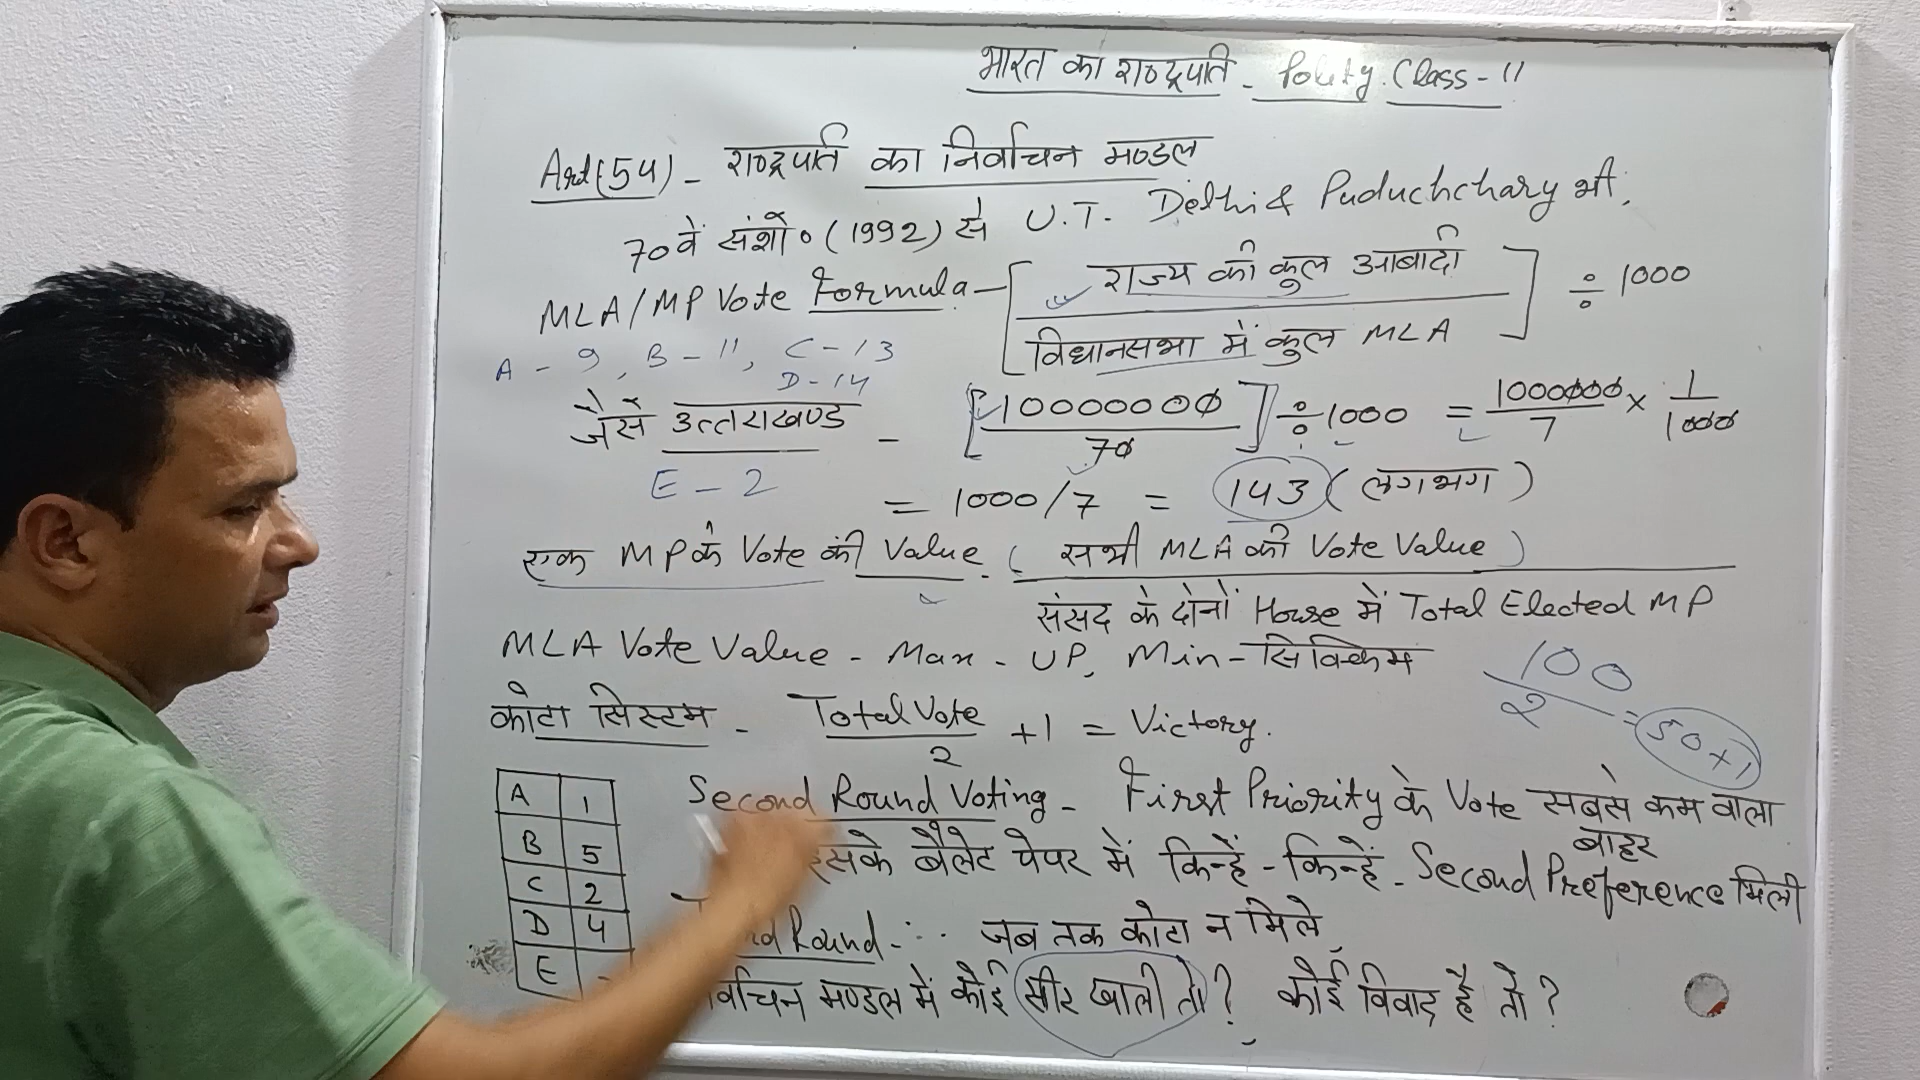 भारत का राष्ट्रपति - Polity. Class - 11
Art(54) - राष्ट्रपति का निर्वाचन मण्डल
70वें संशो० (1992) से U.T. Delhi & Puduchchary भी,
MLA/MP Vote Formula - [ राज्य की कुल आबादी / विधानसभा में कुल MLA ] ÷ 1000
A - 9, B - 11, C - 13
D - 14
जैसे उत्तराखण्ड - [ 10000000 / 70 ] ÷ 1000 = 1000000 / 7 × 1 / 1000
E - 2
= 1000/7 = 143 (लगभग)
एक MP के Vote की Value - (सभी MLA की Vote Value)
संसद के दोनों House में Total Elected MP
MLA Vote Value - Max - UP, Min - सिक्किम
100 / 2 = 50+1
कोटा सिस्टम - Total Vote / 2 + 1 = Victory.
A 1
B 5
C 2
D 4
E
Second Round Voting - First Priority के Vote सबसे कम वाला
बाहर
इसके बैलेट पेपर में किन्हें - किन्हें - Second Preference मिली
Round - ... जब तक कोटा न मिले,
मण्डल में कोई सीट खाली तो? कोई विवाद है तो?